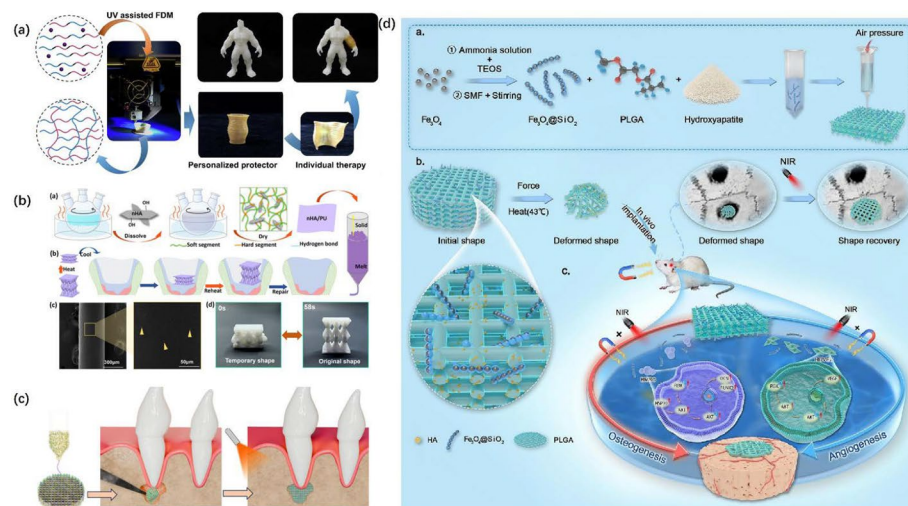 (a)
UV assisted FDM
Personalized protector
Individual therapy
(b)
(a)
OH
nHA
OH
Dissolve
Dry
nHA/PU
Solid
Melt
Soft segment
Hard segment
Hydrogen bond
(b)
Cool
Heat
Reheat
Repair
(c)
200μm
50μm
(d)
0s
Temporary shape
58s
Original shape
(c)
(d)
a.
① Ammonia solution
+
TEOS
② SMF + Stirring
Fe₃O₄
Fe₃O₄@SiO₂
+
PLGA
+
Hydroxyapatite
Air pressure
b.
Initial shape
Force
Heat(43℃)
Deformed shape
In vivo
implantation
NIR
Deformed shape
Shape recovery
HA
Fe₃O₄@SiO₂
PLGA
c.
NIR
+
NIR
+
Osteogenesis
Angiogenesis